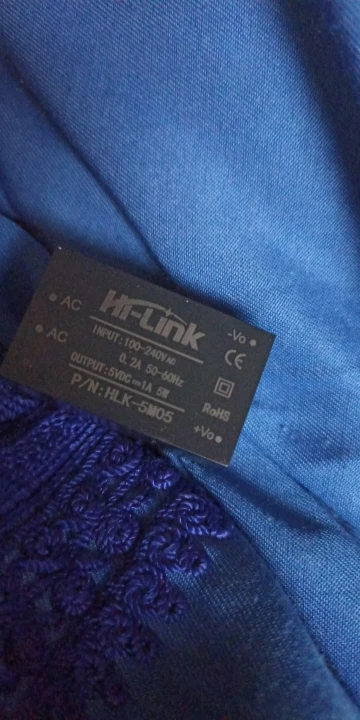 Hi-Link
AC
AC
INPUT:100-240VAC
0.2A 50-60Hz
OUTPUT:5VDC⎓1A 5W
P/N:HLK-5M05
-Vo
CE
RoHS
+Vo